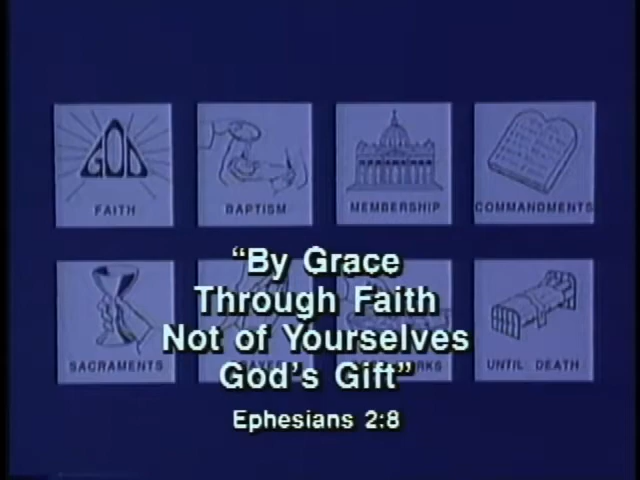 GOD
FAITH
BAPTISM
MEMBERSHIP
COMMANDMENTS
SACRAMENTS
UNTIL DEATH
“By Grace
Through Faith
Not of Yourselves
God's Gift”
Ephesians 2:8